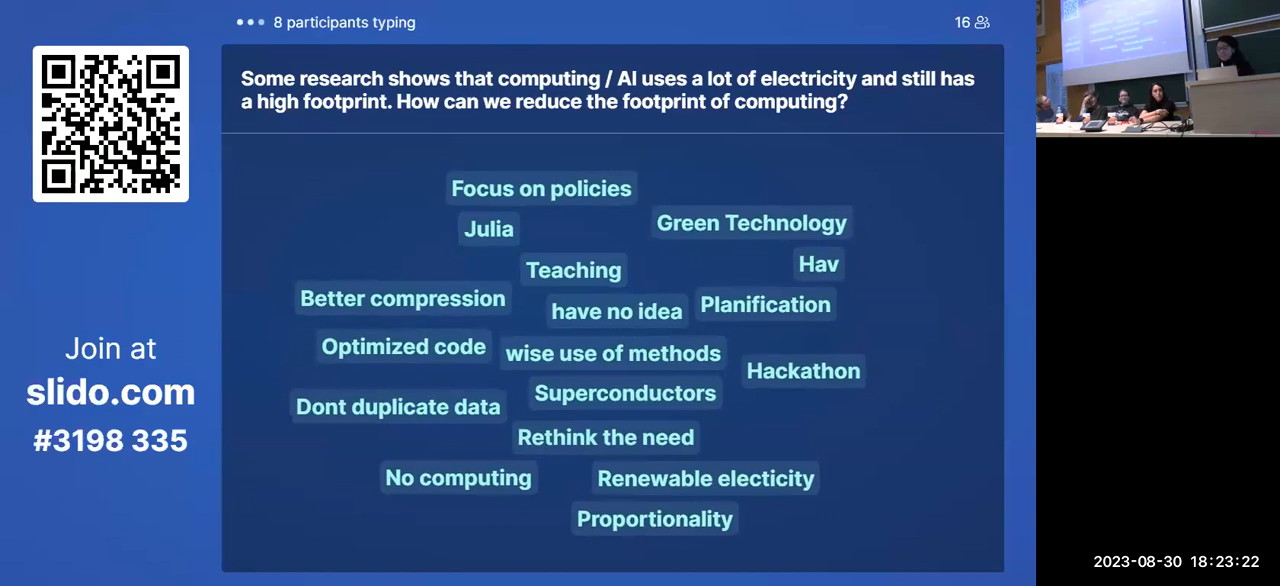 8 participants typing
16
Some research shows that computing / AI uses a lot of electricity and still has
a high footprint. How can we reduce the footprint of computing?
Focus on policies
Julia
Green Technology
Teaching
Hav
Better compression
have no idea
Planification
Optimized code
wise use of methods
Hackathon
Superconductors
Dont duplicate data
Rethink the need
No computing
Renewable electicity
Proportionality
Join at
slido.com
#3198 335
2023-08-30 18:23:22